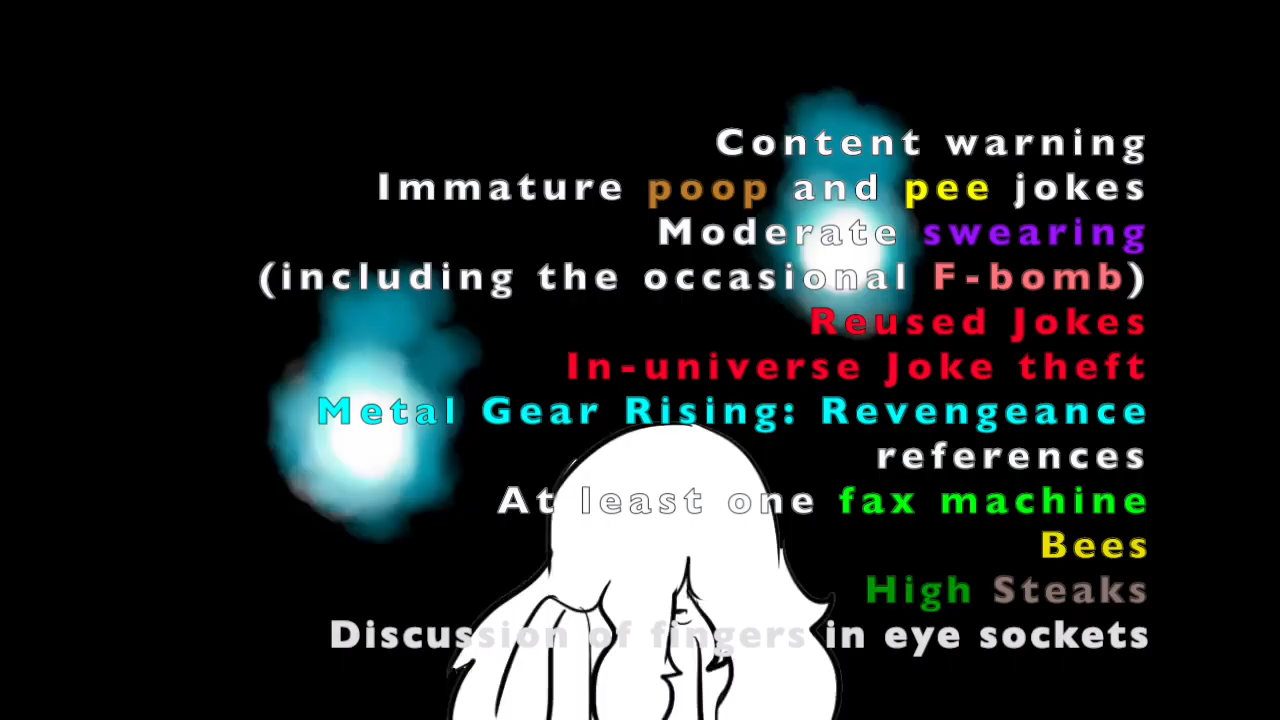 Content warning
Immature poop and pee jokes
Moderate swearing
(including the occasional F-bomb)
Reused Jokes
In-universe Joke theft
Metal Gear Rising: Revengeance
references
At least one fax machine
Bees
High Steaks
Discussion of fingers in eye sockets